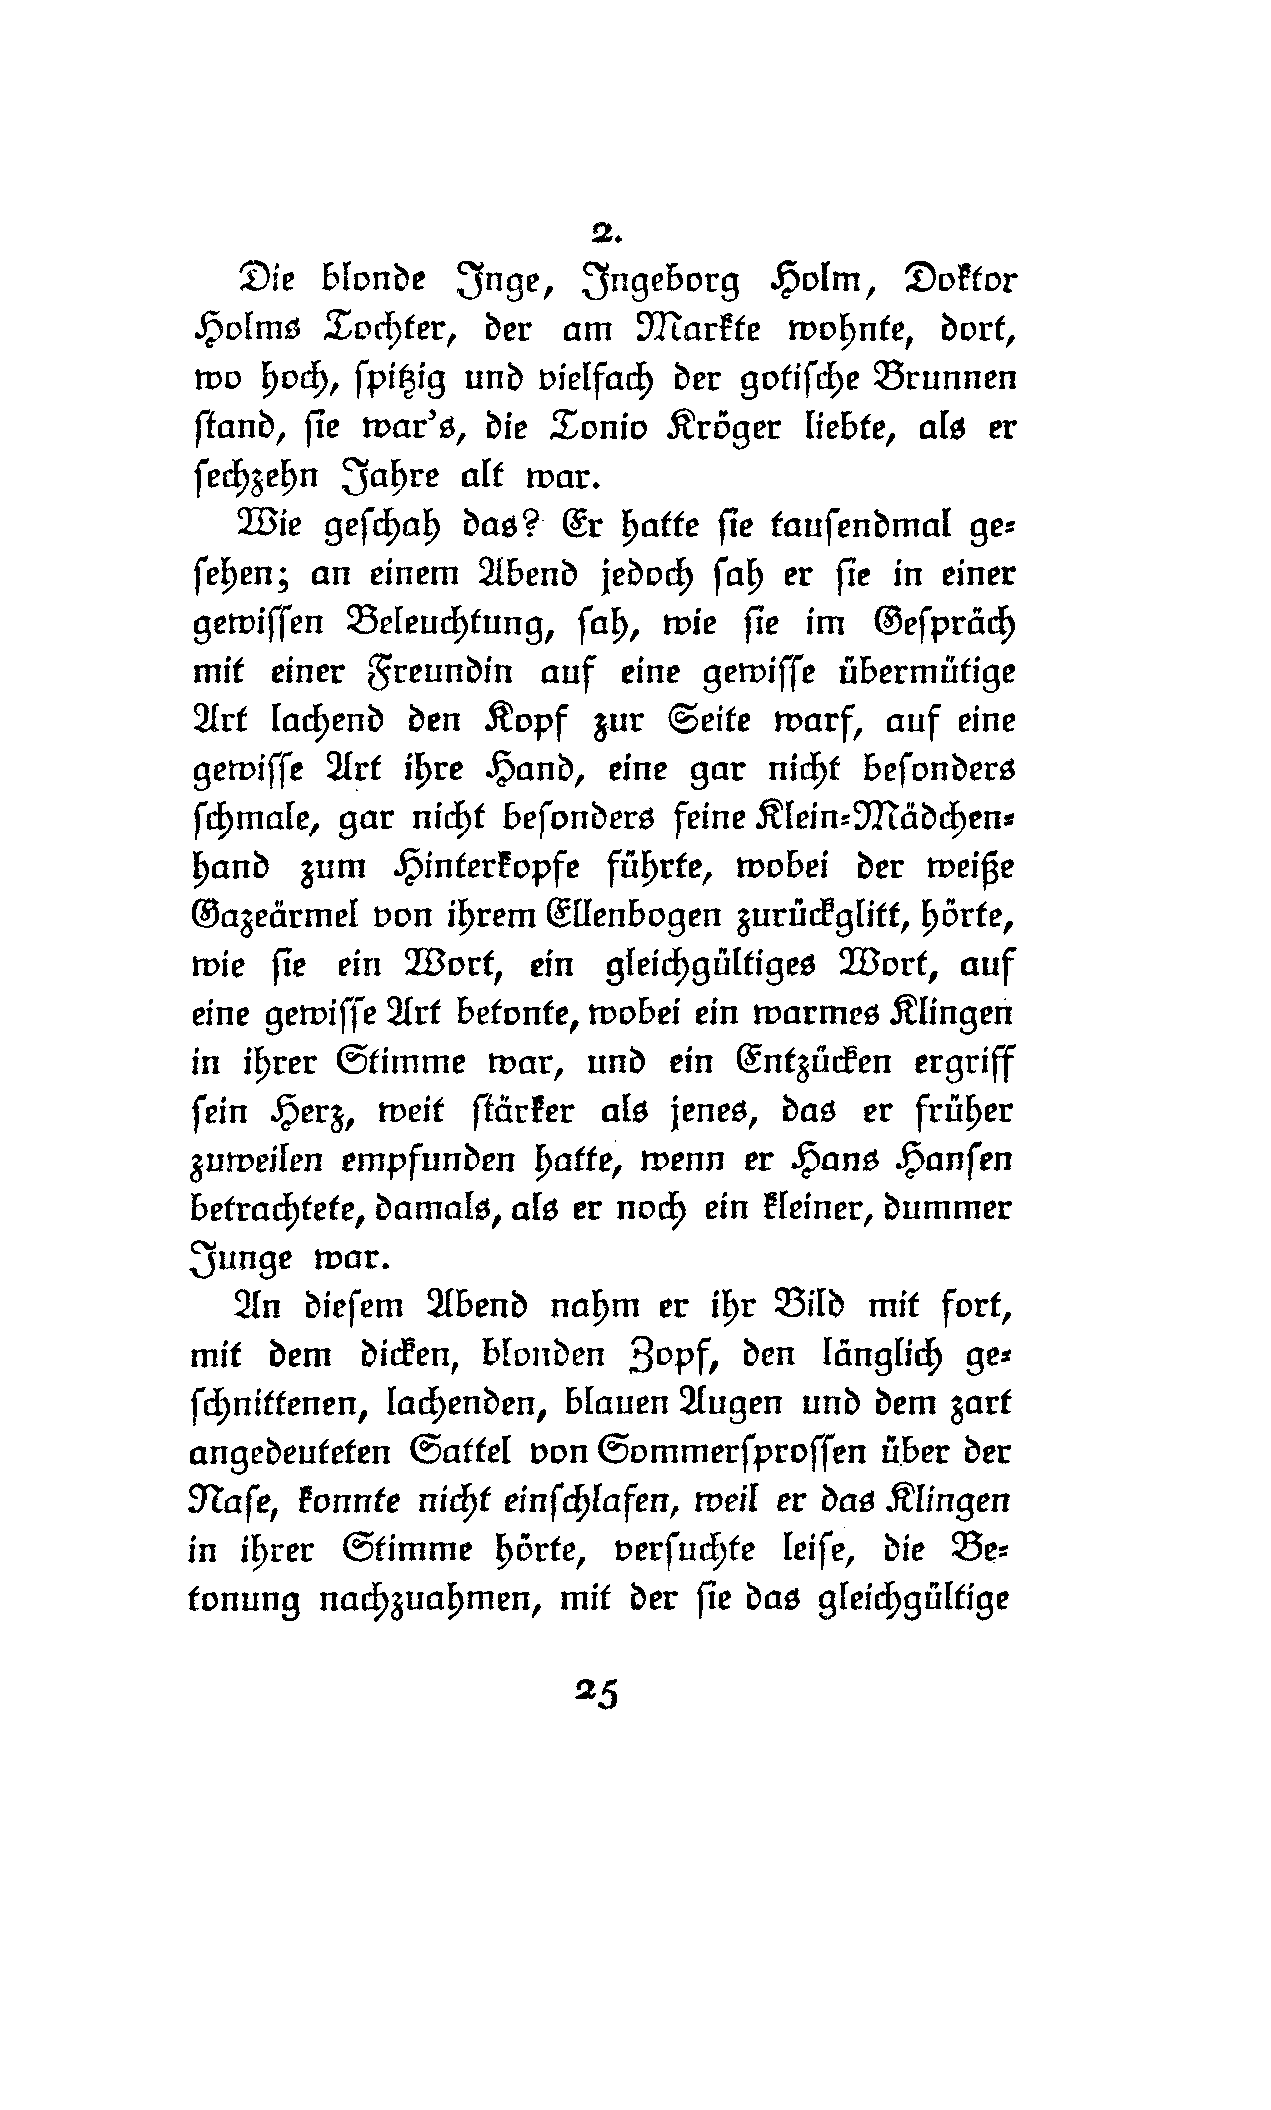 2.
Die blonde Inge, Ingeborg Holm, Doktor
Holms Tochter, der am Markte wohnte, dort,
wo hoch, ſpitzig und vielfach der gotiſche Brunnen
ſtand, ſie war's, die Tonio Kröger liebte, als er
ſechzehn Jahre alt war.
Wie geſchah das? Er hatte ſie tauſendmal ge⸗
ſehen; an einem Abend jedoch ſah er ſie in einer
gewiſſen Beleuchtung, ſah, wie ſie im Geſpräch
mit einer Freundin auf eine gewiſſe übermütige
Art lachend den Kopf zur Seite warf, auf eine
gewiſſe Art ihre Hand, eine gar nicht beſonders
ſchmale, gar nicht beſonders feine Klein⸗Mädchen⸗
hand zum Hinterkopfe führte, wobei der weiße
Gazeärmel von ihrem Ellenbogen zurückglitt, hörte,
wie ſie ein Wort, ein gleichgültiges Wort, auf
eine gewiſſe Art betonte, wobei ein warmes Klingen
in ihrer Stimme war, und ein Entzücken ergriff
ſein Herz, weit ſtärker als jenes, das er früher
zuweilen empfunden hatte, wenn er Hans Hanſen
betrachtete, damals, als er noch ein kleiner, dummer
Junge war.
An dieſem Abend nahm er ihr Bild mit fort,
mit dem dicken, blonden Zopf, den länglich ge⸗
ſchnittenen, lachenden, blauen Augen und dem zart
angedeuteten Sattel von Sommerſproſſen über der
Naſe, konnte nicht einſchlafen, weil er das Klingen
in ihrer Stimme hörte, verſuchte leiſe, die Be⸗
tonung nachzuahmen, mit der ſie das gleichgültige
25